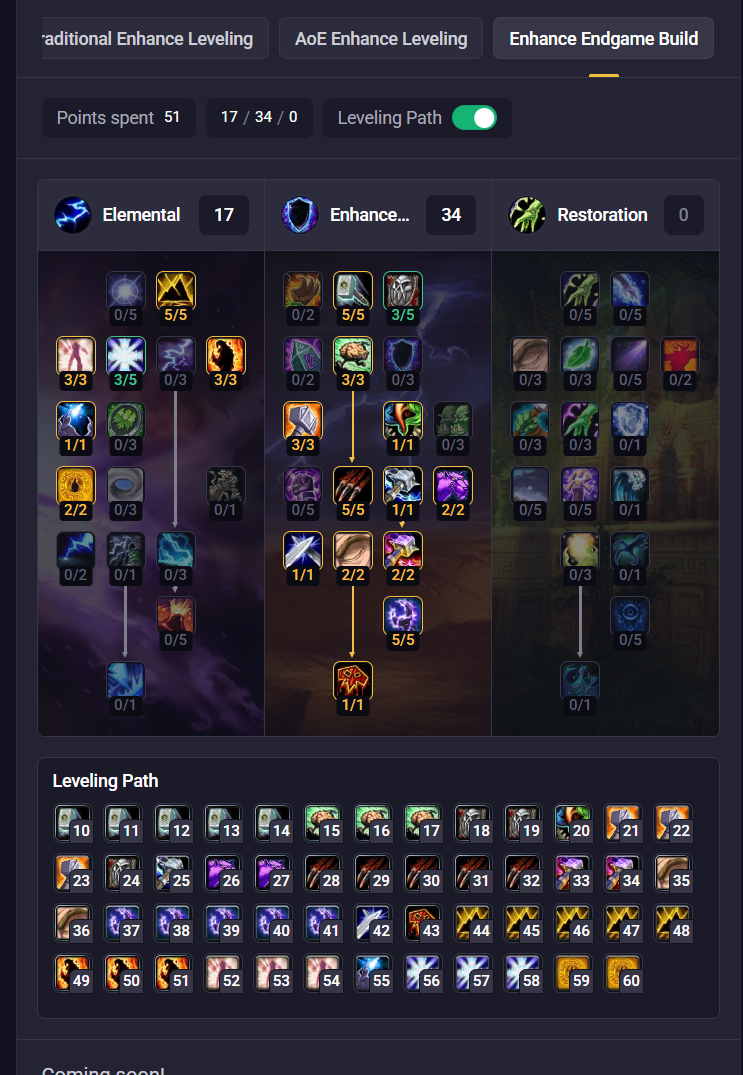 raditional Enhance Leveling AoE Enhance Leveling Enhance Endgame Build
Points spent 51 17 / 34 / 0 Leveling Path
Elemental 17 Enhance... 34 Restoration 0
0/5 5/5 0/2 5/5 3/5 0/5 0/5
3/3 3/5 0/3 3/3 0/2 3/3 0/3 0/3 0/5 0/5 0/2
1/1 0/3 3/3 1/1 0/3 0/3 0/3 0/1
2/2 0/3 0/1 0/5 5/5 1/1 2/2 0/5 0/5 0/1
0/2 0/1 0/3 1/1 2/2 2/2 0/3 0/1
0/5 5/5 0/5
0/1 1/1 0/1
Leveling Path
10 11 12 13 14 15 16 17 18 19 20 21 22
23 24 25 26 27 28 29 30 31 32 33 34 35
36 37 38 39 40 41 42 43 44 45 46 47 48
49 50 51 52 53 54 55 56 57 58 59 60
Coming soon!